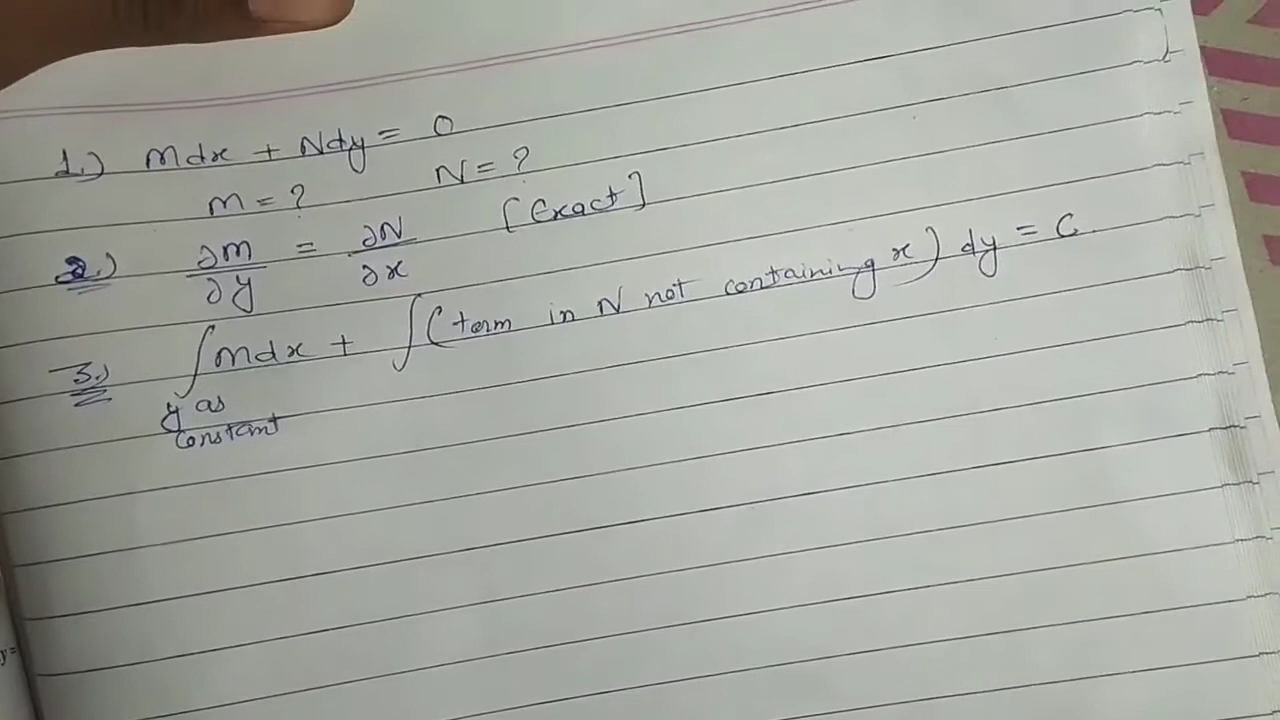 1.) Mdx + Ndy = 0
M = ? N = ?
2.) ∂M/∂y = ∂N/∂x [Exact]
3.) ∫Mdx + ∫(term in N not containing x) dy = C
y as
constant
y=